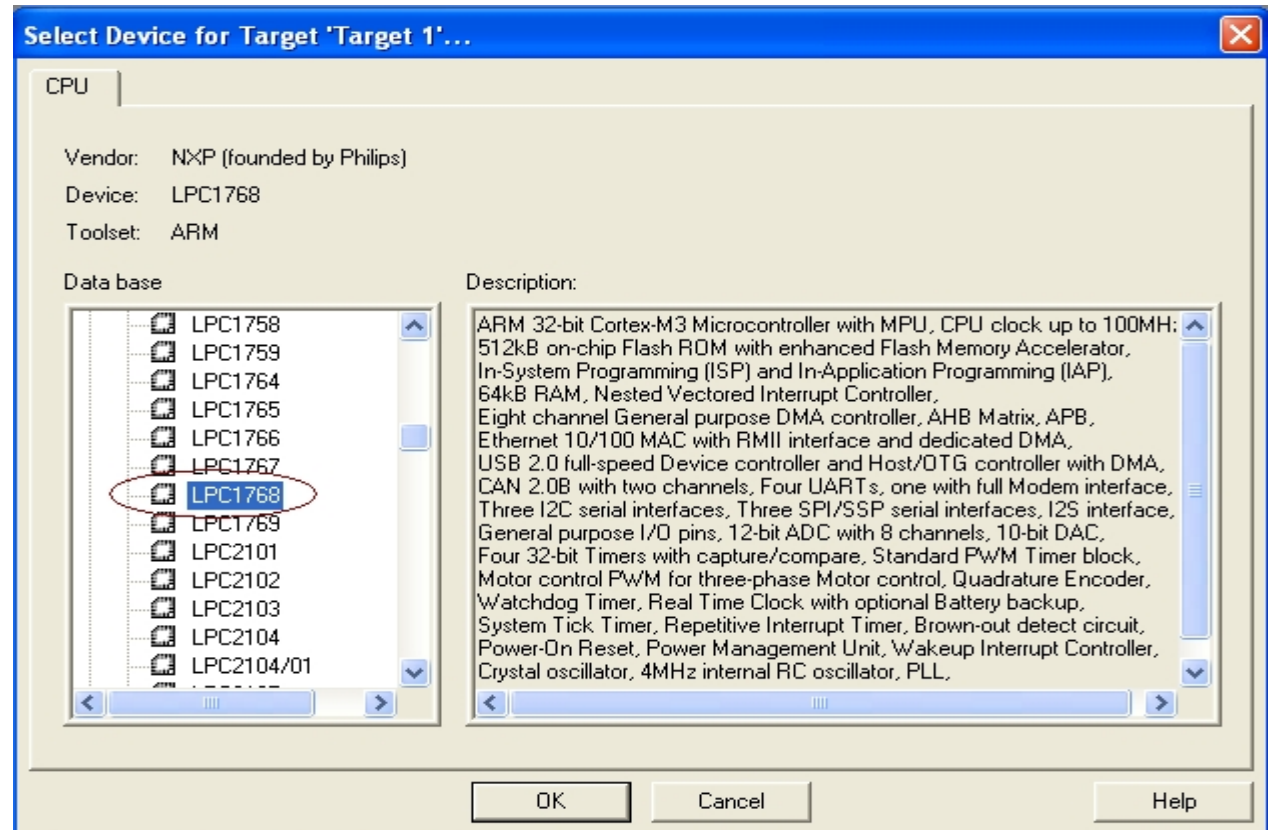 Select Device for Target 'Target 1'...
CPU
Vendor: NXP (founded by Philips)
Device: LPC1768
Toolset: ARM
Data base
LPC1758
LPC1759
LPC1764
LPC1765
LPC1766
LPC1767
LPC1768
LPC1769
LPC2101
LPC2102
LPC2103
LPC2104
LPC2104/01
Description:
ARM 32-bit Cortex-M3 Microcontroller with MPU, CPU clock up to 100MH
512kB on-chip Flash ROM with enhanced Flash Memory Accelerator,
In-System Programming (ISP) and In-Application Programming (IAP),
64kB RAM, Nested Vectored Interrupt Controller,
Eight channel General purpose DMA controller, AHB Matrix, APB,
Ethernet 10/100 MAC with RMII interface and dedicated DMA,
USB 2.0 full-speed Device controller and Host/OTG controller with DMA,
CAN 2.0B with two channels, Four UARTs, one with full Modem interface,
Three I2C serial interfaces, Three SPI/SSP serial interfaces, I2S interface,
General purpose I/O pins, 12-bit ADC with 8 channels, 10-bit DAC,
Four 32-bit Timers with capture/compare, Standard PWM Timer block,
Motor control PWM for three-phase Motor control, Quadrature Encoder,
Watchdog Timer, Real Time Clock with optional Battery backup,
System Tick Timer, Repetitive Interrupt Timer, Brown-out detect circuit,
Power-On Reset, Power Management Unit, Wakeup Interrupt Controller,
Crystal oscillator, 4MHz internal RC oscillator, PLL,
OK
Cancel
Help